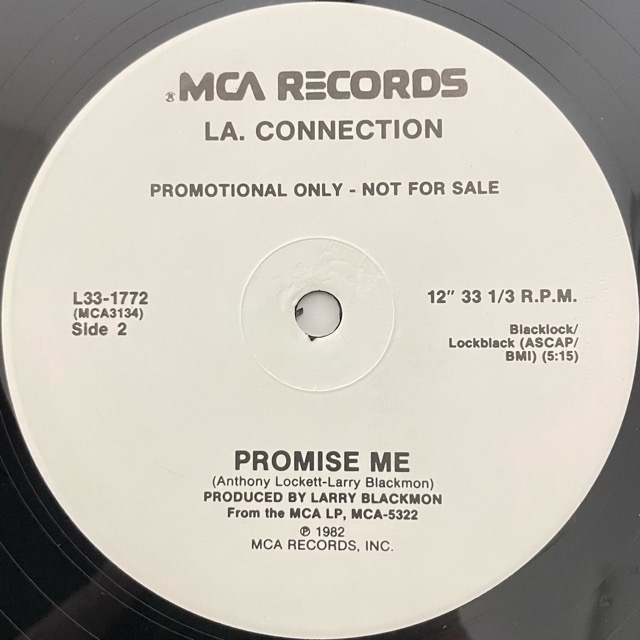 ® MCA RECORDS
LA. CONNECTION
PROMOTIONAL ONLY - NOT FOR SALE
L33-1772
(MCA3134)
Side 2
12" 33 1/3 R.P.M.
Blacklock/
Lockblack (ASCAP/
BMI) (5:15)
PROMISE ME
(Anthony Lockett-Larry Blackmon)
PRODUCED BY LARRY BLACKMON
From the MCA LP, MCA-5322
℗ 1982
MCA RECORDS, INC.